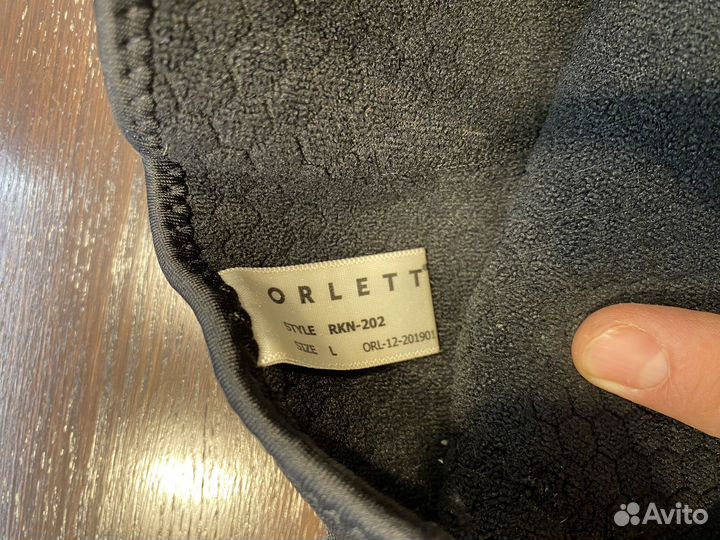 ORLETT
STYLE RKN-202
SIZE L ORL-12-201901
Avito